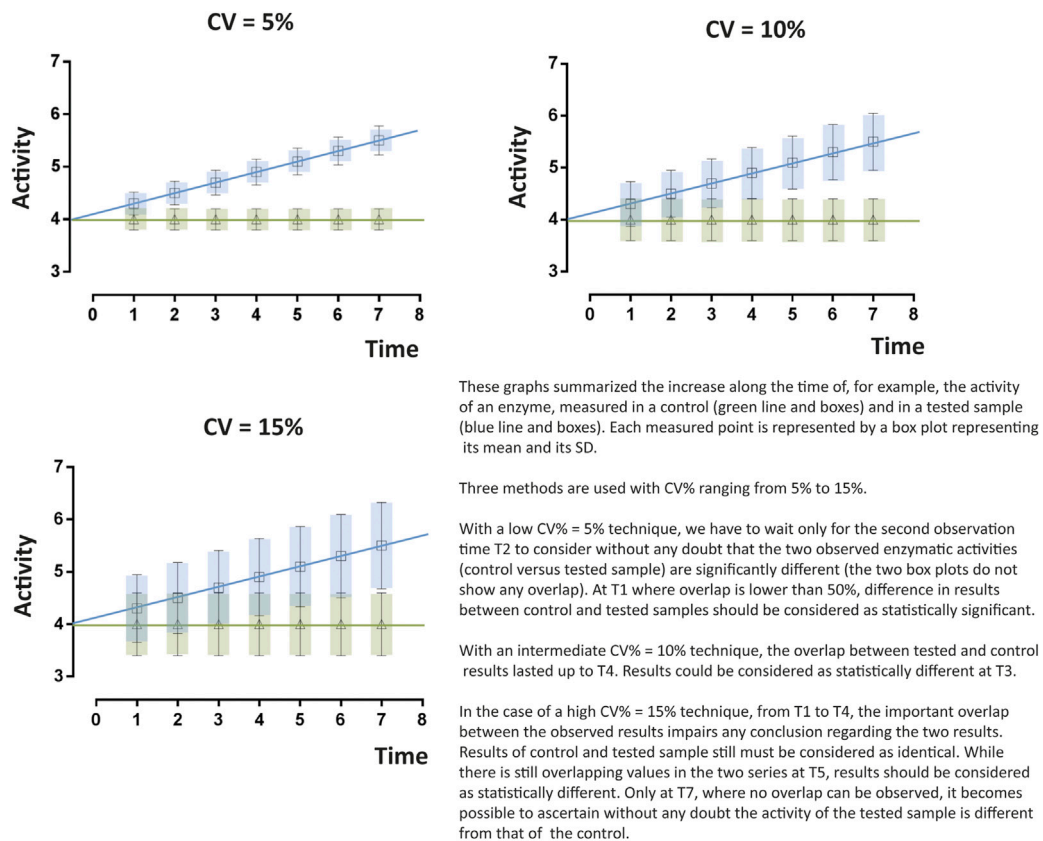 CV = 5%
7
6
5
4
3
Activity
0 1 2 3 4 5 6 7 8
Time
CV = 10%
7
6
5
4
3
Activity
0 1 2 3 4 5 6 7 8
Time
CV = 15%
7
6
5
4
3
Activity
0 1 2 3 4 5 6 7 8
Time
These graphs summarized the increase along the time of, for example, the activity
of an enzyme, measured in a control (green line and boxes) and in a tested sample
(blue line and boxes). Each measured point is represented by a box plot representing
its mean and its SD.
Three methods are used with CV% ranging from 5% to 15%.
With a low CV% = 5% technique, we have to wait only for the second observation
time T2 to consider without any doubt that the two observed enzymatic activities
(control versus tested sample) are significantly different (the two box plots do not
show any overlap). At T1 where overlap is lower than 50%, difference in results
between control and tested samples should be considered as statistically significant.
With an intermediate CV% = 10% technique, the overlap between tested and control
results lasted up to T4. Results could be considered as statistically different at T3.
In the case of a high CV% = 15% technique, from T1 to T4, the important overlap
between the observed results impairs any conclusion regarding the two results.
Results of control and tested sample still must be considered as identical. While
there is still overlapping values in the two series at T5, results should be considered
as statistically different. Only at T7, where no overlap can be observed, it becomes
possible to ascertain without any doubt the activity of the tested sample is different
from that of the control.